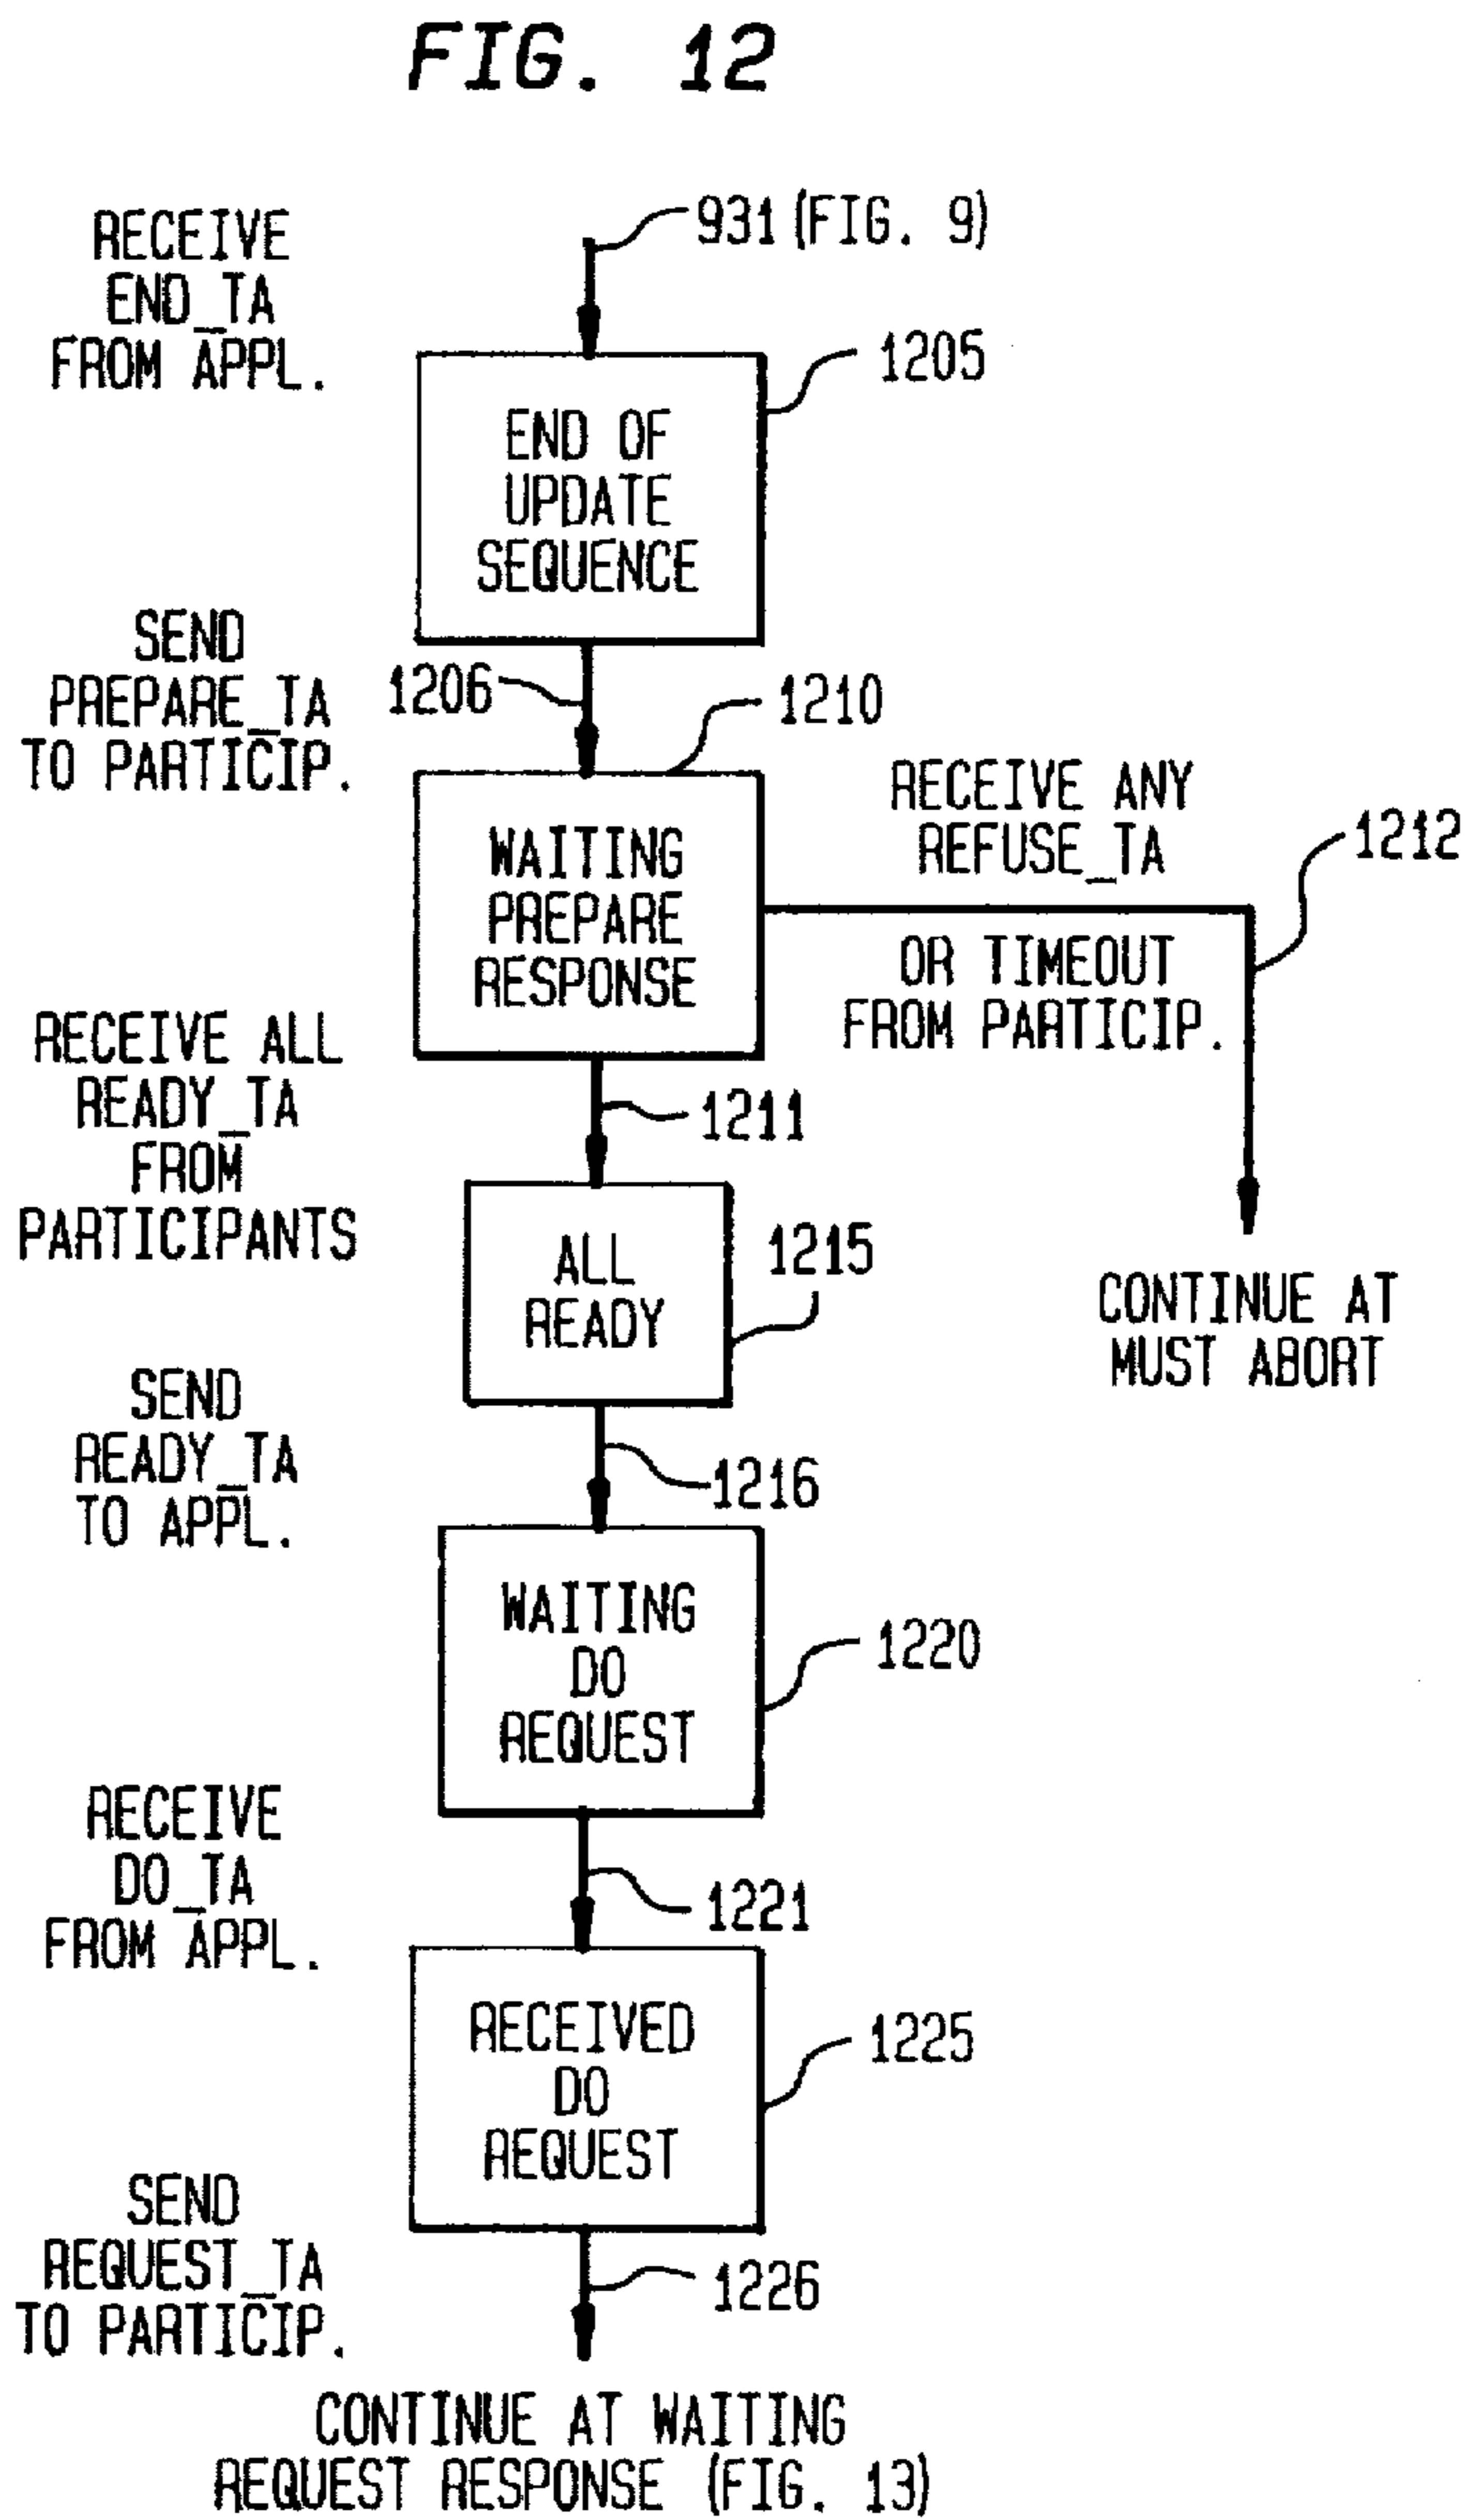 FIG. 12
RECEIVE
END_TA
FROM APPL.
931 (FIG. 9)
1205
END OF
UPDATE
SEQUENCE
SEND
PREPARE_TA
TO PARTICIP.
1206
1210
WAITING
PREPARE
RESPONSE
RECEIVE ANY
REFUSE_TA
OR TIMEOUT
FROM PARTICIP.
1212
RECEIVE ALL
READY_TA
FROM
PARTICIPANTS
1211
ALL
READY
1215
CONTINUE AT
MUST ABORT
SEND
READY_TA
TO APPL.
1216
WAITING
DO
REQUEST
1220
RECEIVE
DO_TA
FROM APPL.
1221
RECEIVED
DO
REQUEST
1225
SEND
REQUEST_TA
TO PARTICIP.
1226
CONTINUE AT WAITING
REQUEST RESPONSE (FIG. 13)